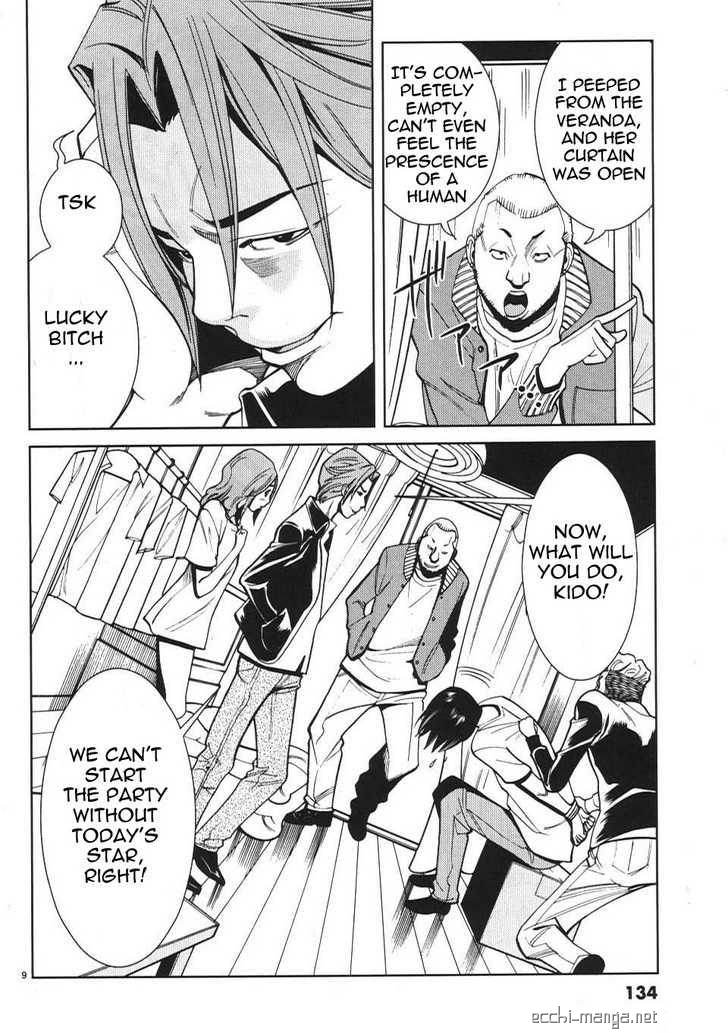 I PEEPED
FROM THE
VERANDA,
AND HER
CURTAIN
WAS OPEN
IT'S COM-
PLETELY
EMPTY,
CAN'T EVEN
FEEL THE
PRESCENCE
OF A
HUMAN
TSK
LUCKY
BITCH
...
NOW,
WHAT WILL
YOU DO,
KIDO!
WE CAN'T
START
THE PARTY
WITHOUT
TODAY'S
STAR,
RIGHT!
9
134
ecchi-manga.net